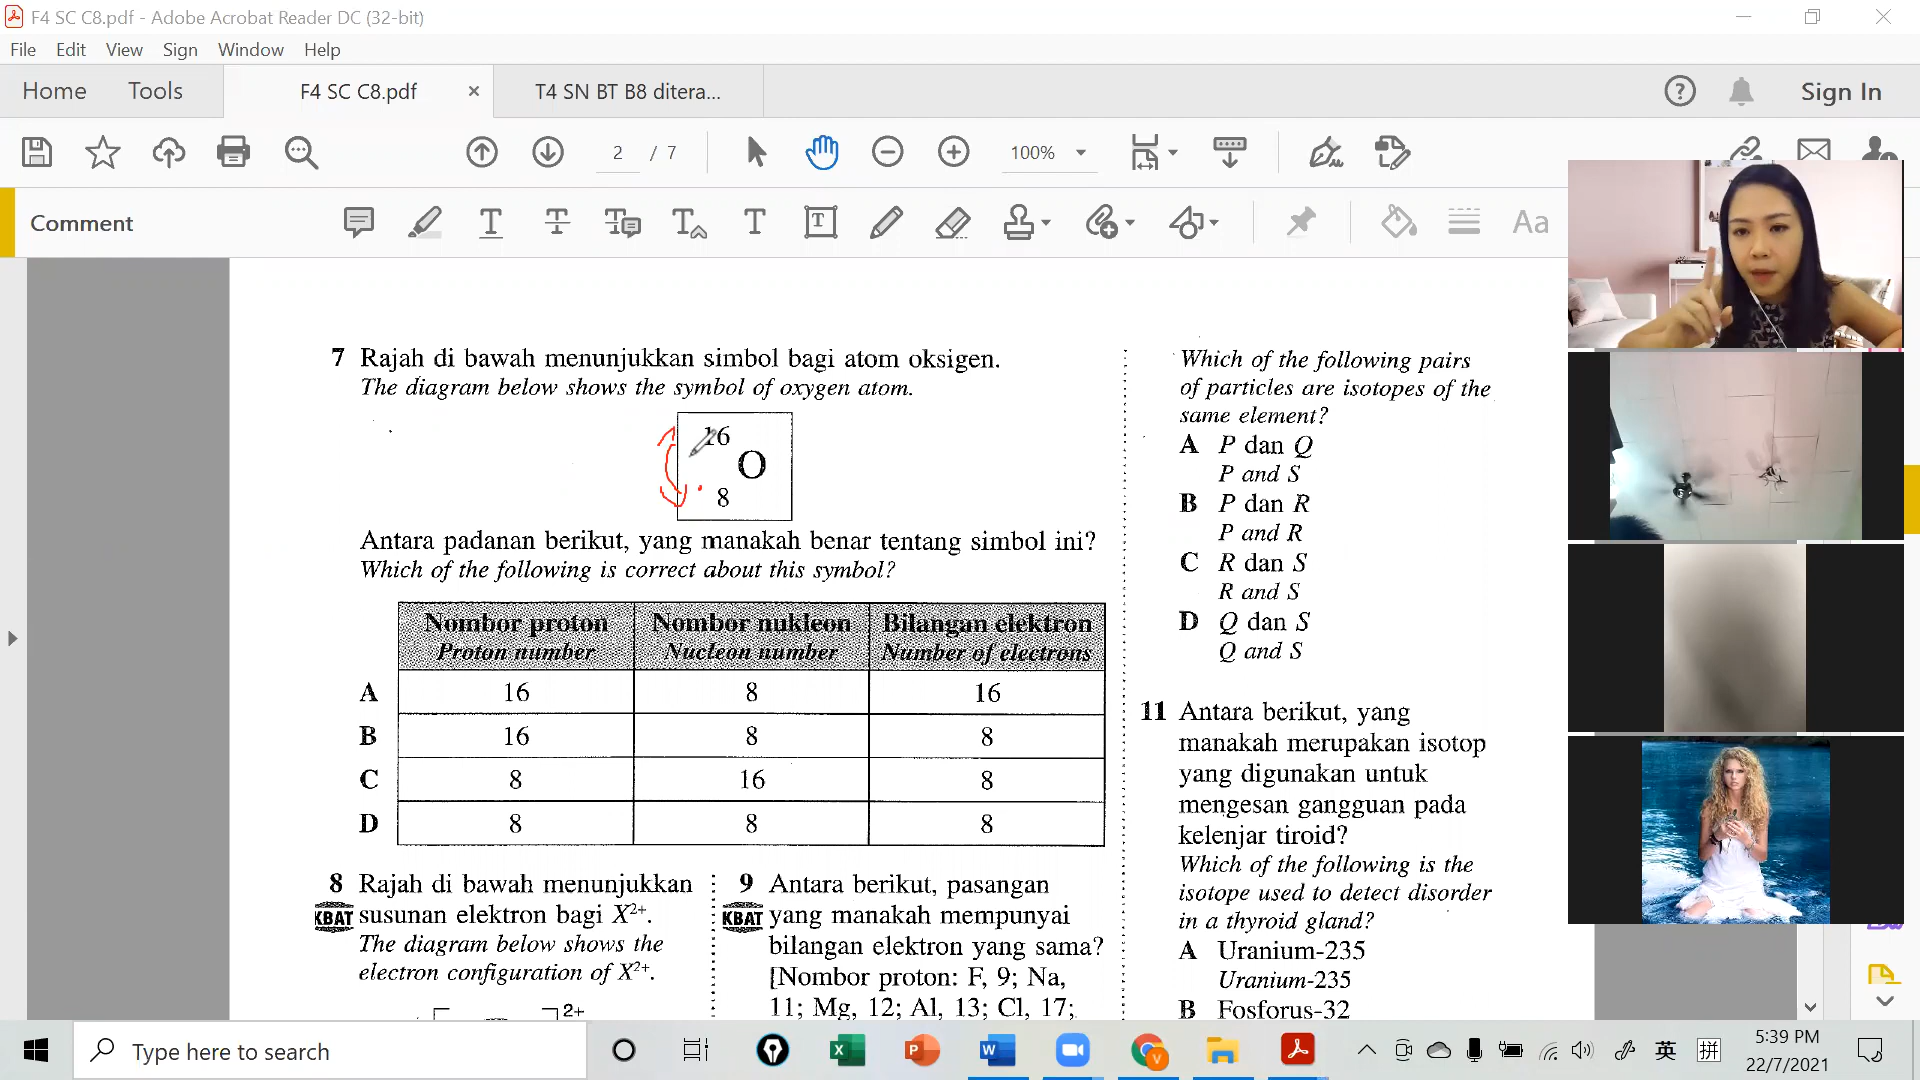 F4 SC C8.pdf - Adobe Acrobat Reader DC (32-bit)
File Edit View Sign Window Help
Home Tools F4 SC C8.pdf × T4 SN BT B8 ditera... Sign In
2 / 7 100%
Comment Aa
7 Rajah di bawah menunjukkan simbol bagi atom oksigen.
The diagram below shows the symbol of oxygen atom.
16
O
8
Antara padanan berikut, yang manakah benar tentang simbol ini?
Which of the following is correct about this symbol?
Nombor proton Nombor nukleon Bilangan elektron
Proton number Nucleon number Number of electrons
A 16 8 16
B 16 8 8
C 8 16 8
D 8 8 8
8 Rajah di bawah menunjukkan
KBAT susunan elektron bagi X²⁺.
The diagram below shows the
electron configuration of X²⁺.
2+
9 Antara berikut, pasangan
KBAT yang manakah mempunyai
bilangan elektron yang sama?
[Nombor proton: F, 9; Na,
11; Mg, 12; Al, 13; Cl, 17;
Which of the following pairs
of particles are isotopes of the
same element?
A P dan Q
P and S
B P dan R
P and R
C R dan S
R and S
D Q dan S
Q and S
11 Antara berikut, yang
manakah merupakan isotop
yang digunakan untuk
mengesan gangguan pada
kelenjar tiroid?
Which of the following is the
isotope used to detect disorder
in a thyroid gland?
A Uranium-235
Uranium-235
B Fosforus-32
Type here to search
英 拼
5:39 PM
22/7/2021